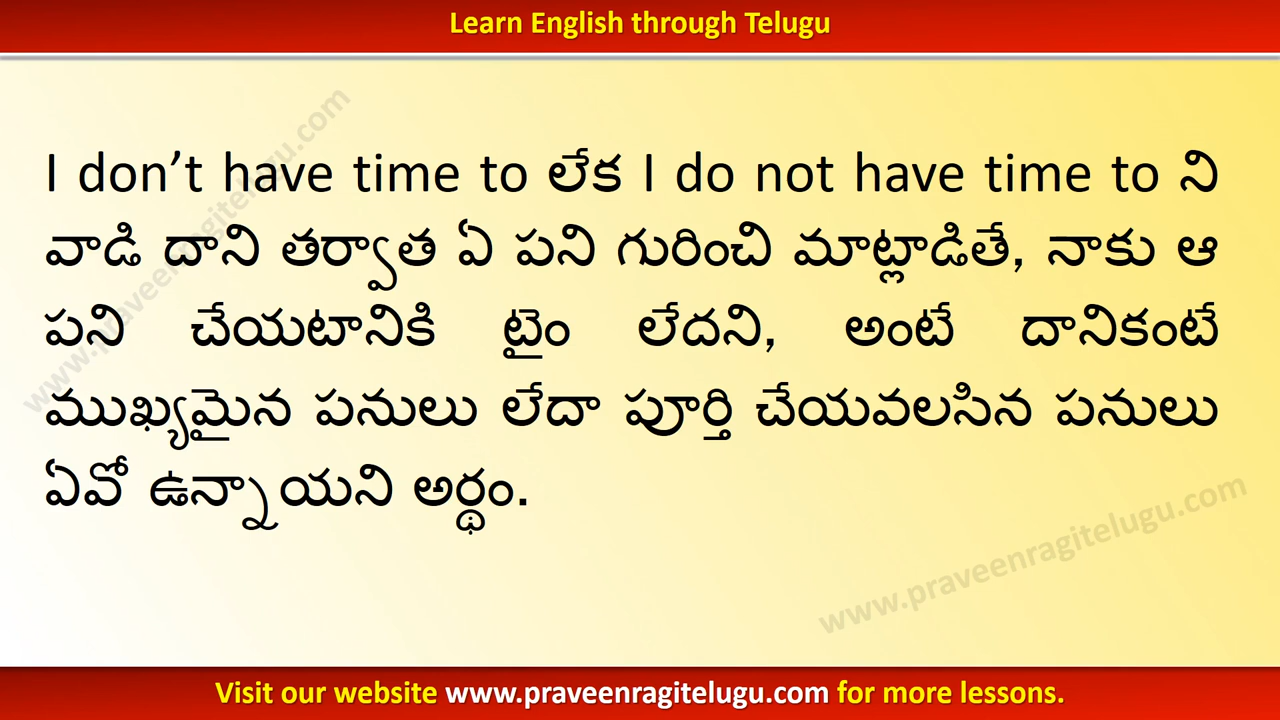 Learn English through Telugu
I don’t have time to లేక I do not have time to ని
వాడి దాని తర్వాత ఏ పని గురించి మాట్లాడితే, నాకు ఆ
పని చేయటానికి టైం లేదని, అంటే దానికంటే
ముఖ్యమైన పనులు లేదా పూర్తి చేయవలసిన పనులు
ఏవో ఉన్నాయని అర్థం.
www.praveenragitelugu.com
www.praveenragitelugu.com
Visit our website www.praveenragitelugu.com for more lessons.